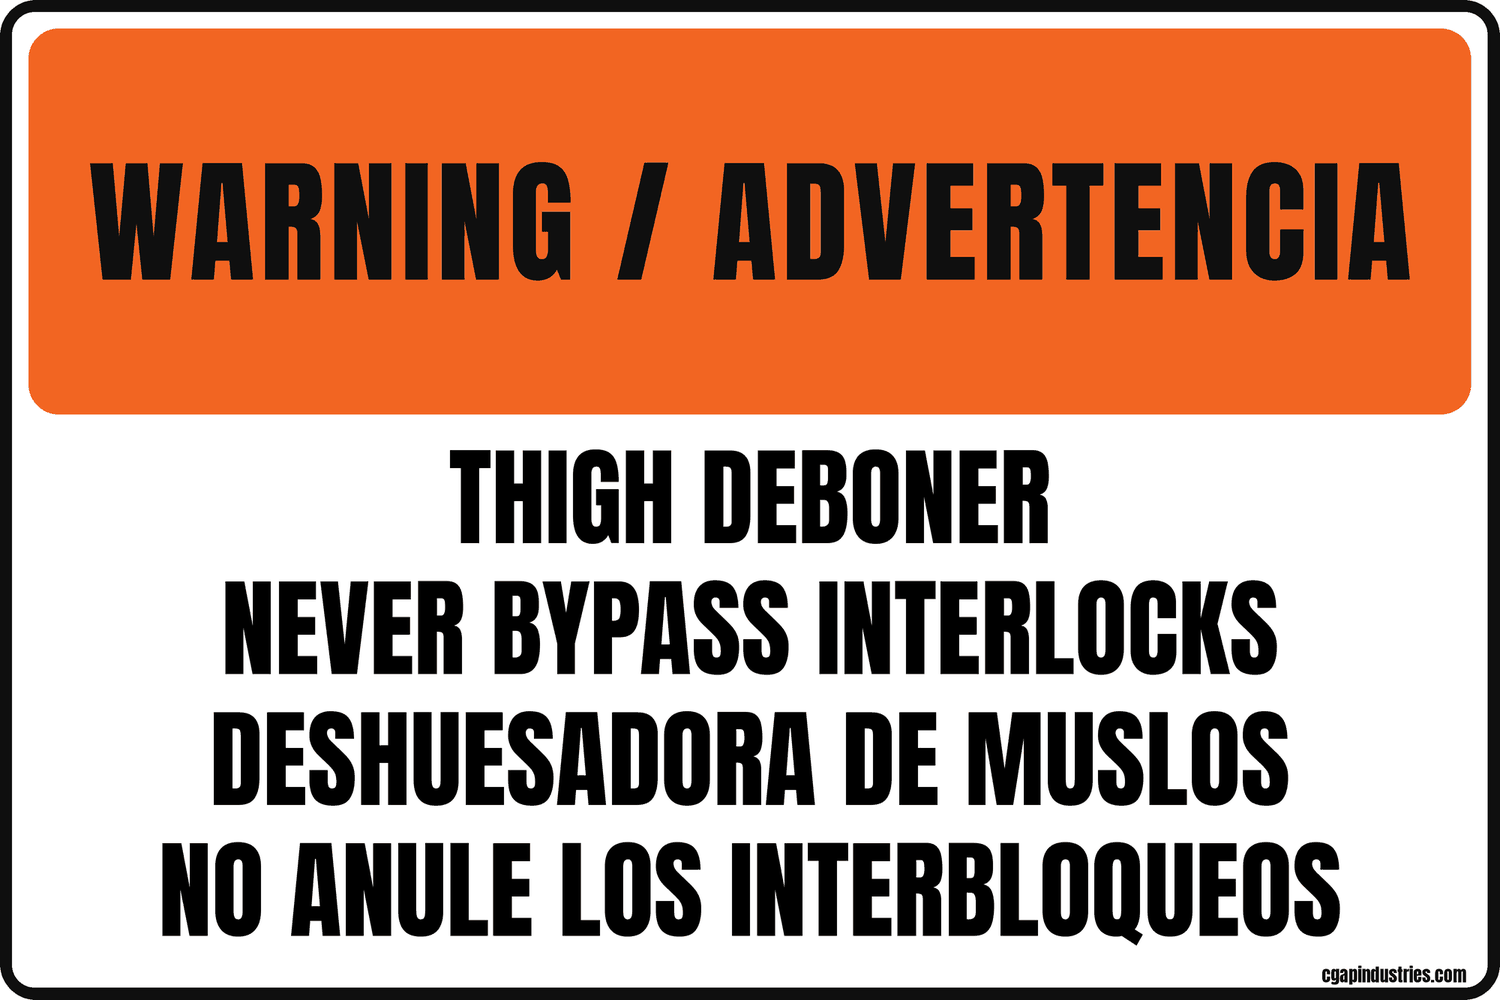 WARNING / ADVERTENCIA
THIGH DEBONER
NEVER BYPASS INTERLOCKS
DESHUESADORA DE MUSLOS
NO ANULE LOS INTERBLOQUEOS
cgapindustries.com